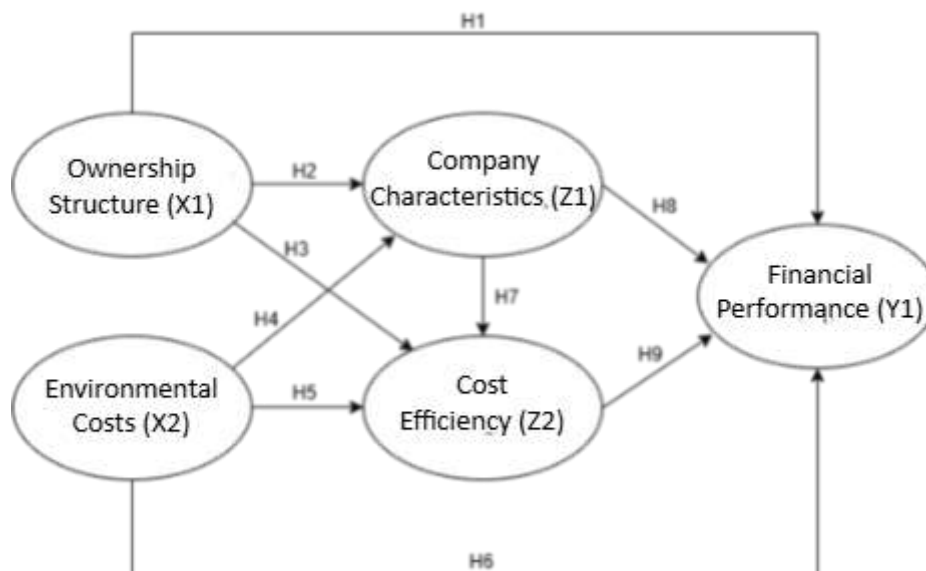 H1
Ownership
Structure (X1)
H2
Company
Characteristics (Z1)
H8
H3
H4
H7
Financial
Performance (Y1)
Environmental
Costs (X2)
H5
Cost
Efficiency (Z2)
H9
H6